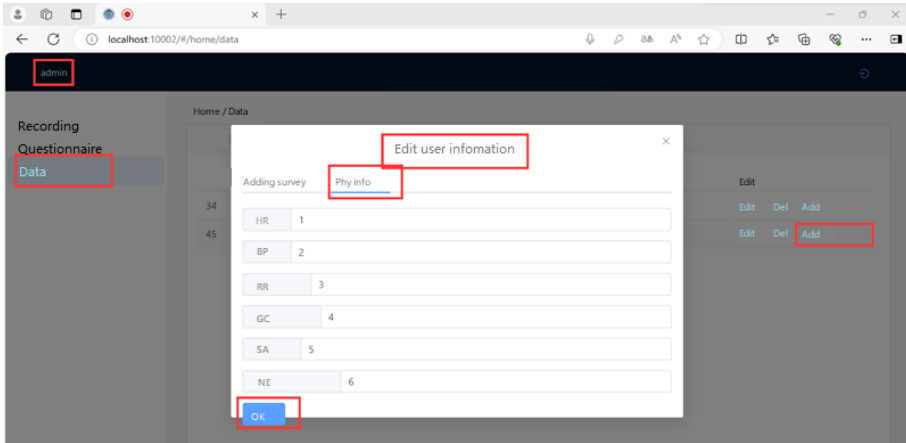 localhost:10002/#/home/data
admin
Home / Data
Recording
Questionnaire
Data
Edit user infomation
Adding survey Phy info
Edit
34 Edit Del Add
45 Edit Del Add
HR 1
BP 2
RR 3
GC 4
SA 5
NE 6
OK